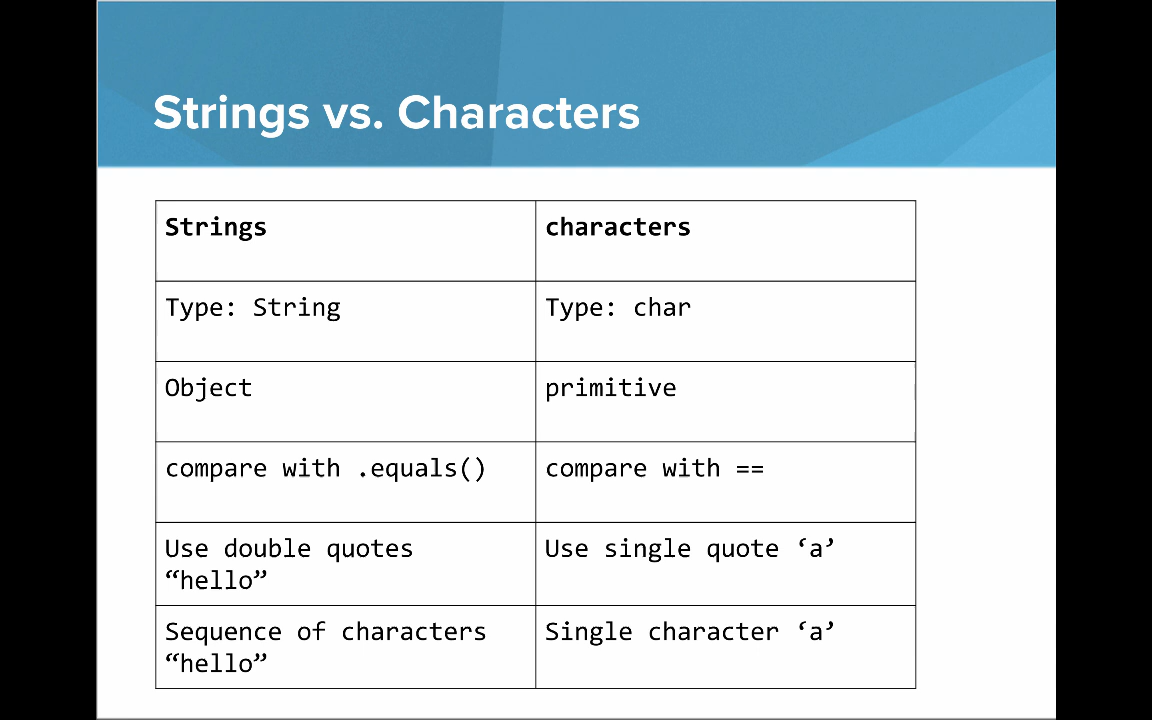 Strings vs. Characters
Strings
characters
Type: String
Type: char
Object
primitive
compare with .equals()
compare with ==
Use double quotes
“hello”
Use single quote ‘a’
Sequence of characters
“hello”
Single character ‘a’